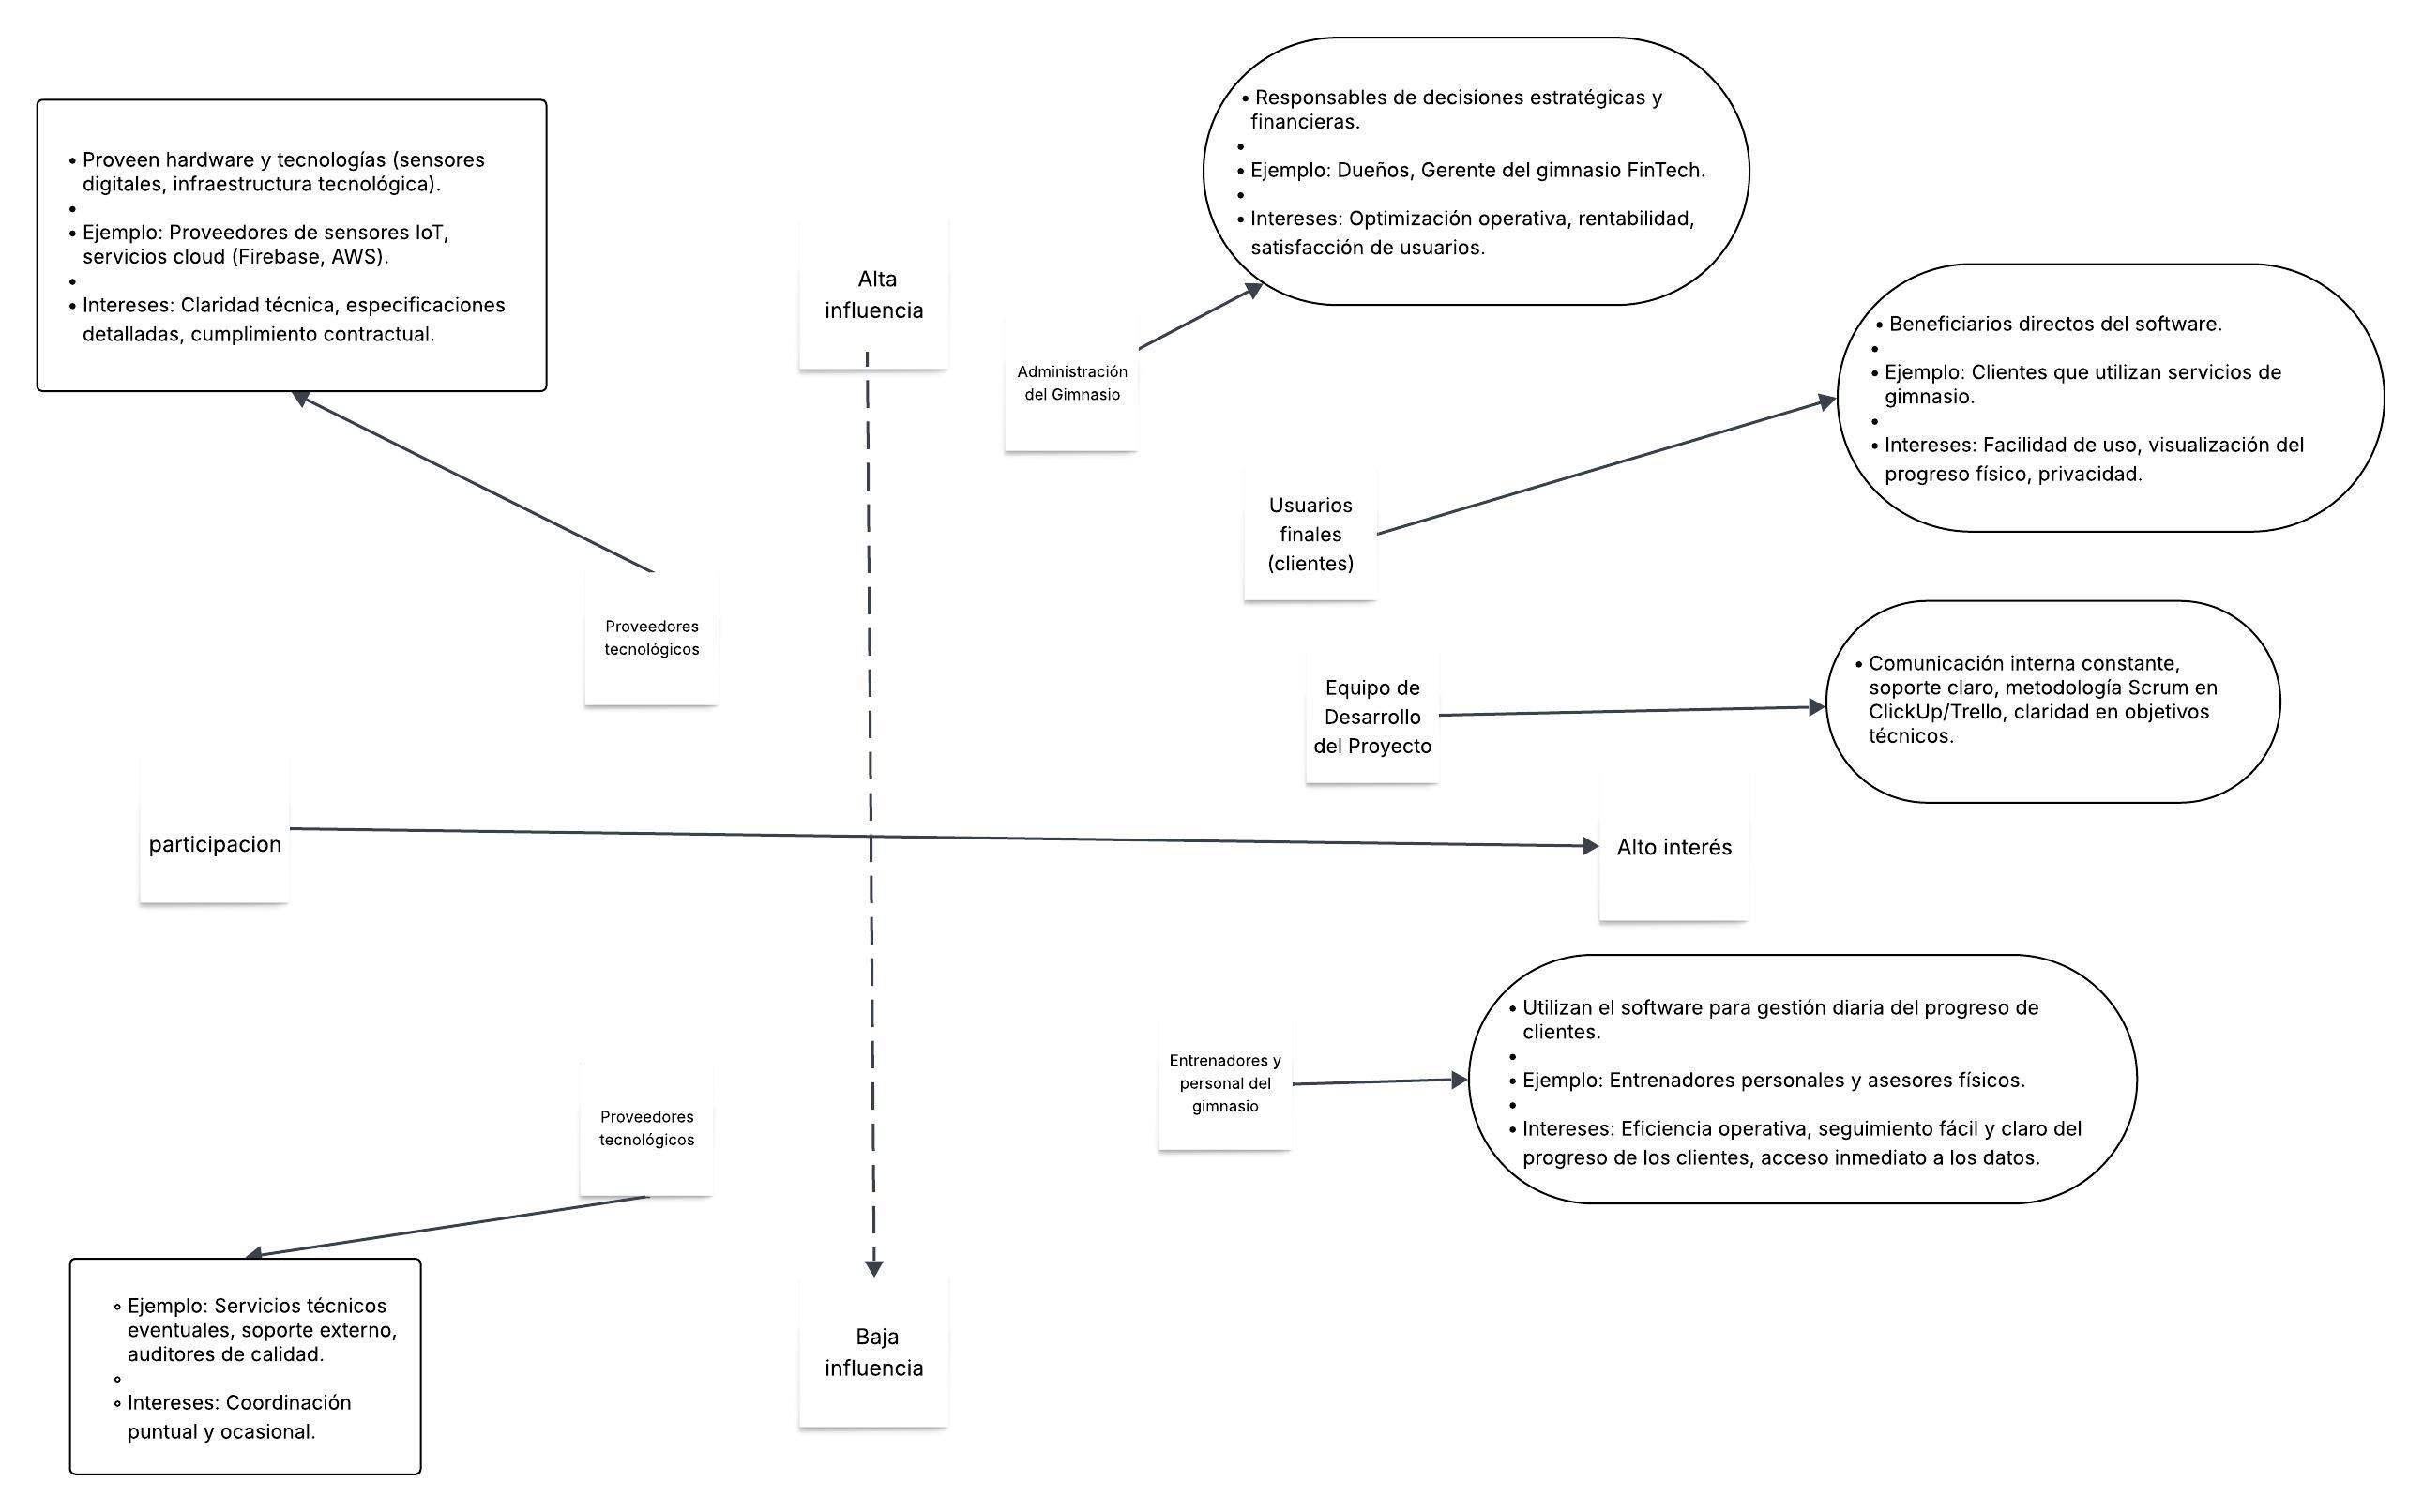 • Responsables de decisiones estratégicas y
financieras.
•
• Ejemplo: Dueños, Gerente del gimnasio FinTech.
•
• Intereses: Optimización operativa, rentabilidad,
satisfacción de usuarios.
• Proveen hardware y tecnologías (sensores
digitales, infraestructura tecnológica).
•
• Ejemplo: Proveedores de sensores IoT,
servicios cloud (Firebase, AWS).
•
• Intereses: Claridad técnica, especificaciones
detalladas, cumplimiento contractual.
Alta
influencia
Administración
del Gimnasio
• Beneficiarios directos del software.
•
• Ejemplo: Clientes que utilizan servicios de
gimnasio.
•
• Intereses: Facilidad de uso, visualización del
progreso físico, privacidad.
Usuarios
finales
(clientes)
Proveedores
tecnológicos
Equipo de
Desarrollo
del Proyecto
• Comunicación interna constante,
soporte claro, metodología Scrum en
ClickUp/Trello, claridad en objetivos
técnicos.
participacion
Alto interés
Entrenadores y
personal del
gimnasio
• Utilizan el software para gestión diaria del progreso de
clientes.
•
• Ejemplo: Entrenadores personales y asesores físicos.
•
• Intereses: Eficiencia operativa, seguimiento fácil y claro del
progreso de los clientes, acceso inmediato a los datos.
Proveedores
tecnológicos
◦ Ejemplo: Servicios técnicos
eventuales, soporte externo,
auditores de calidad.
◦
◦ Intereses: Coordinación
puntual y ocasional.
Baja
influencia